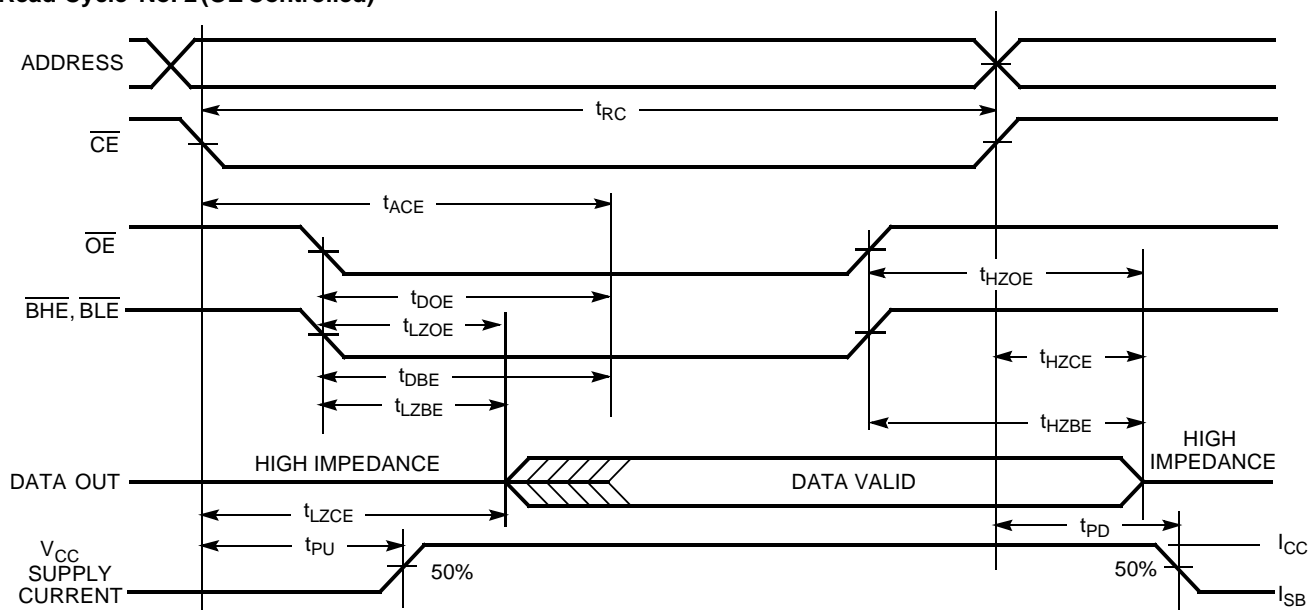 Read Cycle No. 2 (OE Controlled)
ADDRESS
tRC
CE
tACE
OE
tHZOE
tDOE
BHE, BLE
tLZOE
tHZCE
tDBE
tLZBE
tHZBE
HIGH IMPEDANCE
HIGH
IMPEDANCE
DATA OUT
DATA VALID
tLZCE
tPD
tPU
VCC
SUPPLY
CURRENT
50%
50%
ICC
ISB